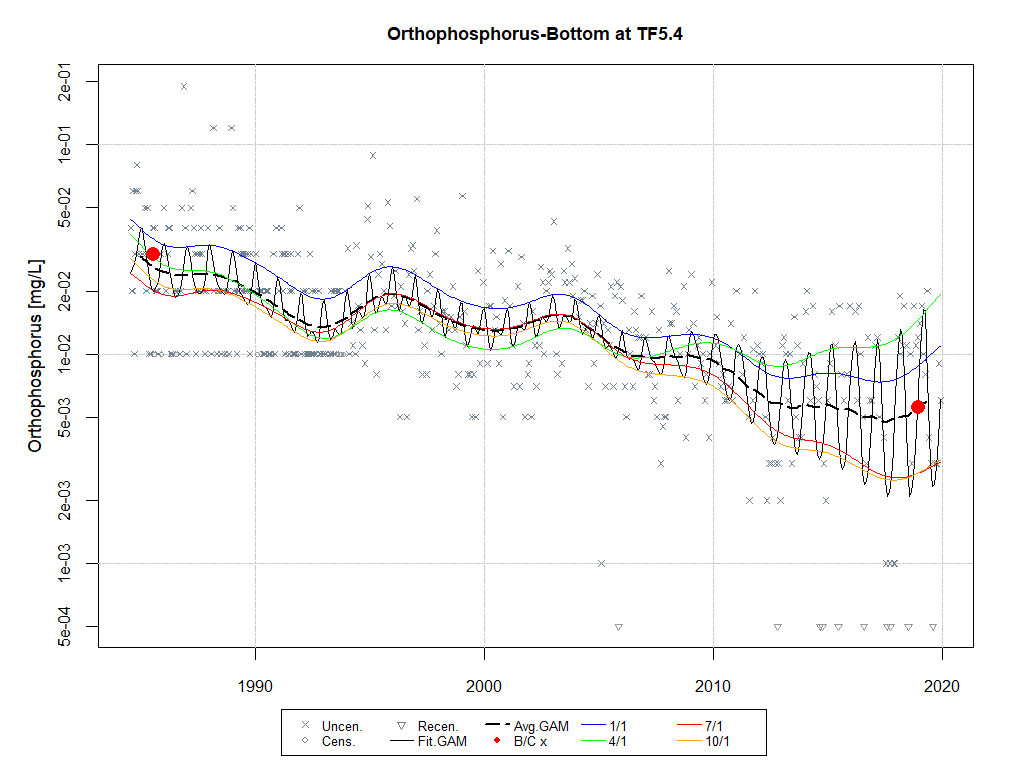 Orthophosphorus-Bottom at TF5.4
Orthophosphorus [mg/L]
2e-01
1e-01
5e-02
2e-02
1e-02
5e-03
2e-03
1e-03
5e-04
1990
2000
2010
2020
Uncen. Recen. Avg.GAM 1/1 7/1
Cens. Fit.GAM B/C x 4/1 10/1